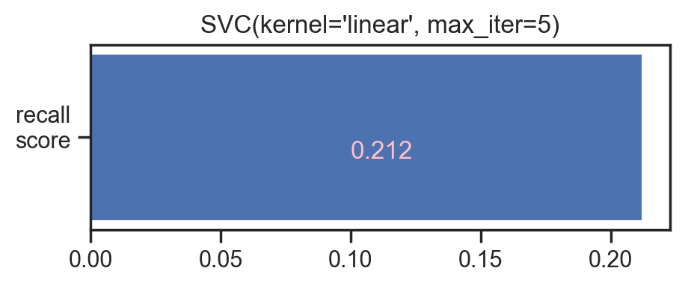 SVC(kernel='linear', max_iter=5)
recall
score
0.212
0.00 0.05 0.10 0.15 0.20